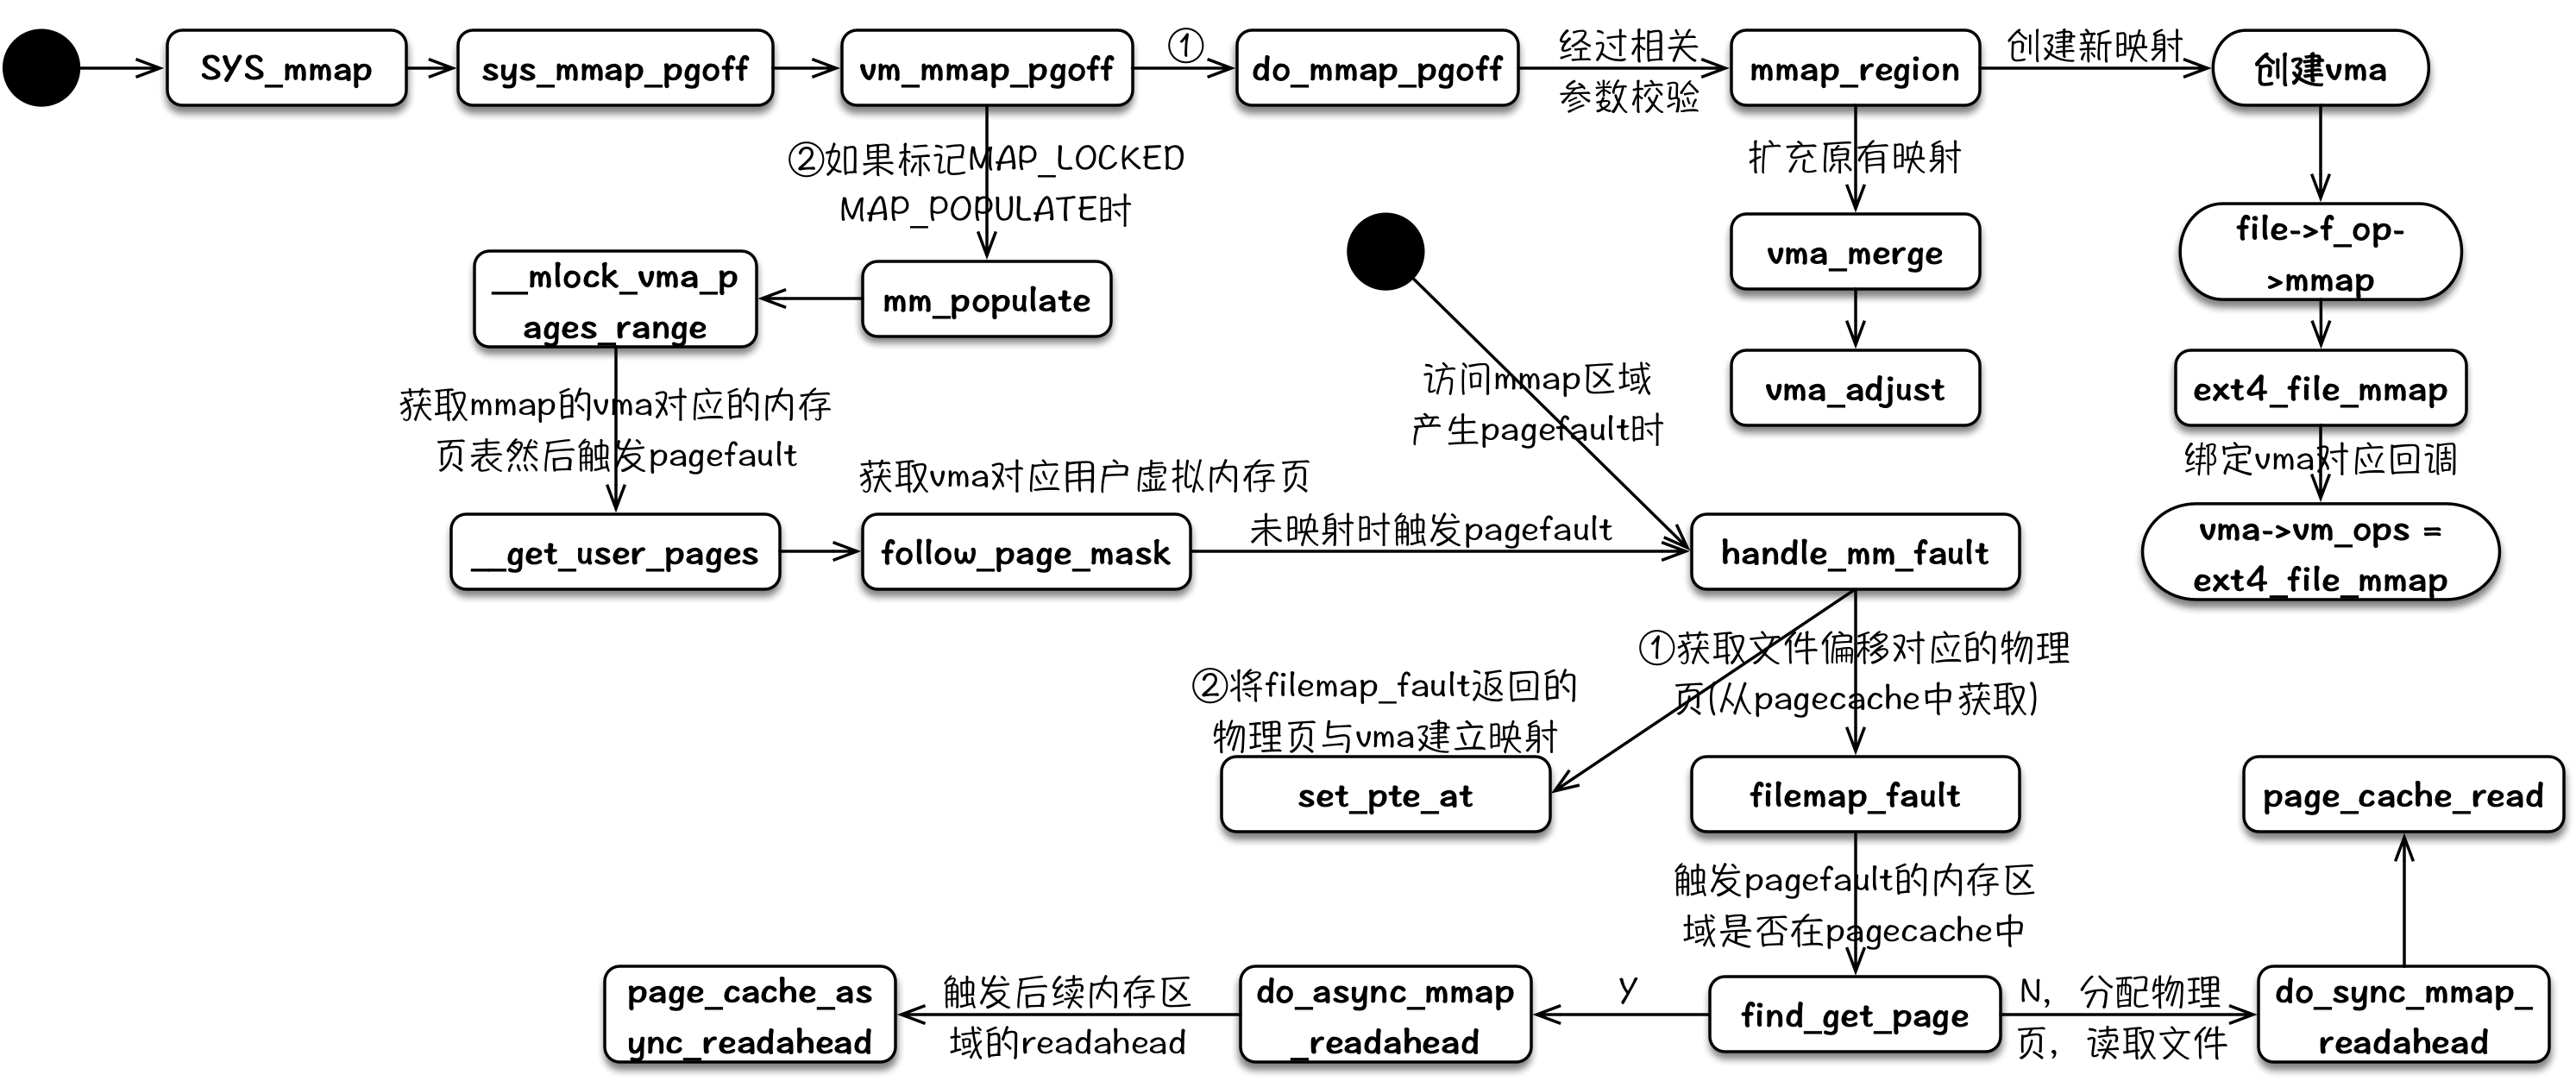 SYS_mmap
sys_mmap_pgoff
vm_mmap_pgoff
①
do_mmap_pgoff
经过相关
参数校验
mmap_region
创建新映射
创建vma
②如果标记MAP_LOCKED
MAP_POPULATE时
扩充原有映射
file->f_op-
>mmap
vma_merge
__mlock_vma_p
ages_range
mm_populate
访问mmap区域
产生pagefault时
vma_adjust
ext4_file_mmap
获取mmap的vma对应的内存
页表然后触发pagefault
绑定vma对应回调
获取vma对应用户虚拟内存页
未映射时触发pagefault
__get_user_pages
follow_page_mask
handle_mm_fault
vma->vm_ops =
ext4_file_mmap
①获取文件偏移对应的物理
页(从pagecache中获取)
②将filemap_fault返回的
物理页与vma建立映射
set_pte_at
filemap_fault
page_cache_read
触发pagefault的内存区
域是否在pagecache中
page_cache_as
ync_readahead
触发后续内存区
域的readahead
do_async_mmap
_readahead
Y
find_get_page
N， 分配物理
页， 读取文件
do_sync_mmap_
readahead